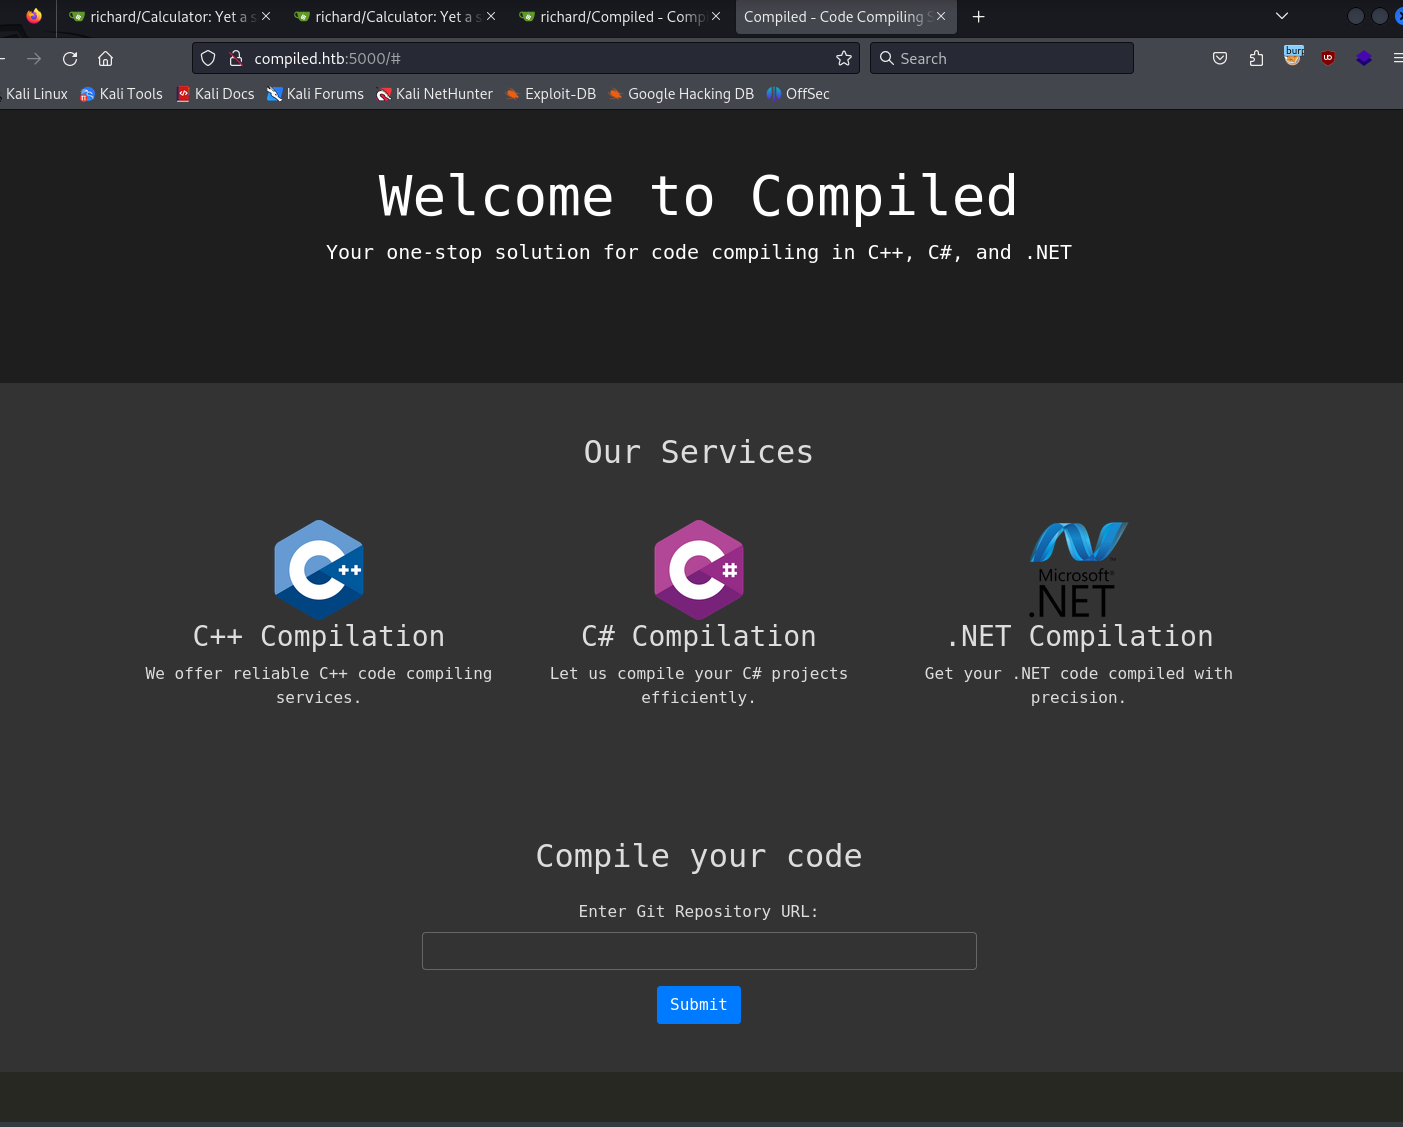 richard/Calculator: Yet a s
richard/Calculator: Yet a s
richard/Compiled - Comp
Compiled - Code Compiling S
compiled.htb:5000/#
Search
burp
Kali Linux
Kali Tools
Kali Docs
Kali Forums
Kali NetHunter
Exploit-DB
Google Hacking DB
OffSec
Welcome to Compiled
Your one-stop solution for code compiling in C++, C#, and .NET
Our Services
C++
C#
Microsoft®
.NET
C++ Compilation
C# Compilation
.NET Compilation
We offer reliable C++ code compiling
services.
Let us compile your C# projects
efficiently.
Get your .NET code compiled with
precision.
Compile your code
Enter Git Repository URL:
Submit